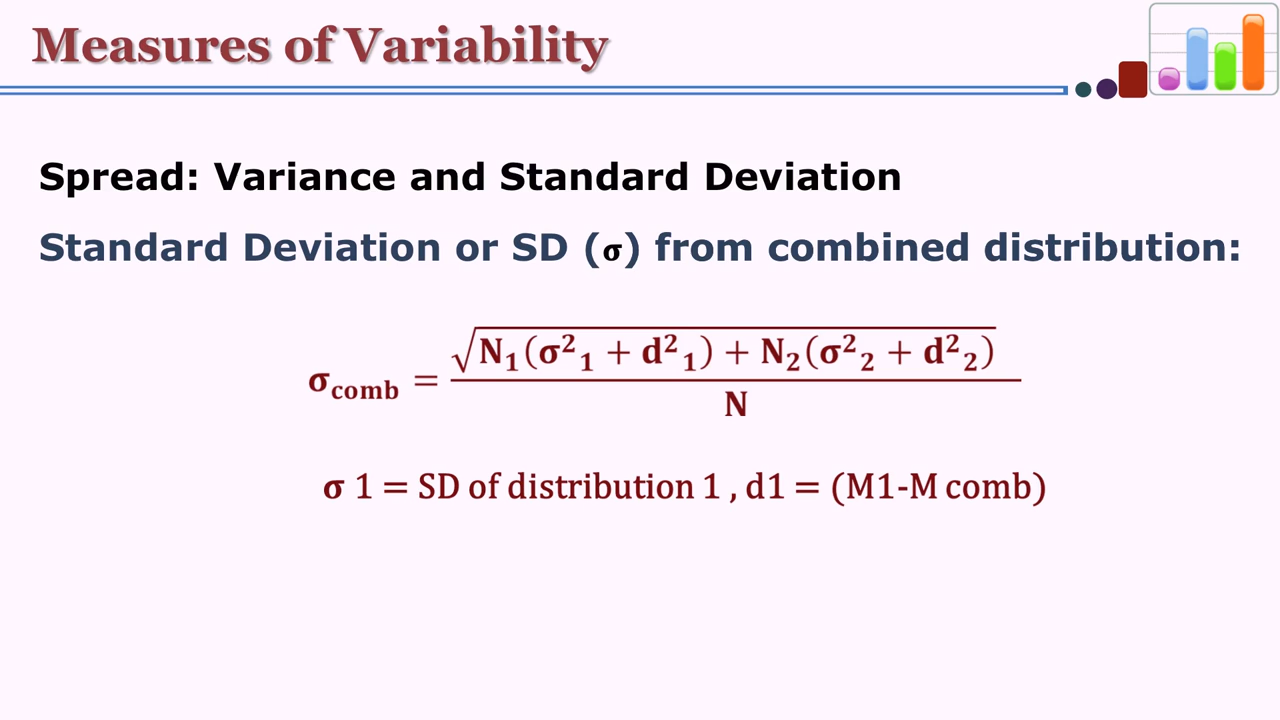 Measures of Variability
Spread: Variance and Standard Deviation
Standard Deviation or SD (σ) from combined distribution:
σcomb = √N₁(σ²₁ + d²₁) + N₂(σ²₂ + d²₂)
N
σ 1 = SD of distribution 1 , d1 = (M1-M comb)